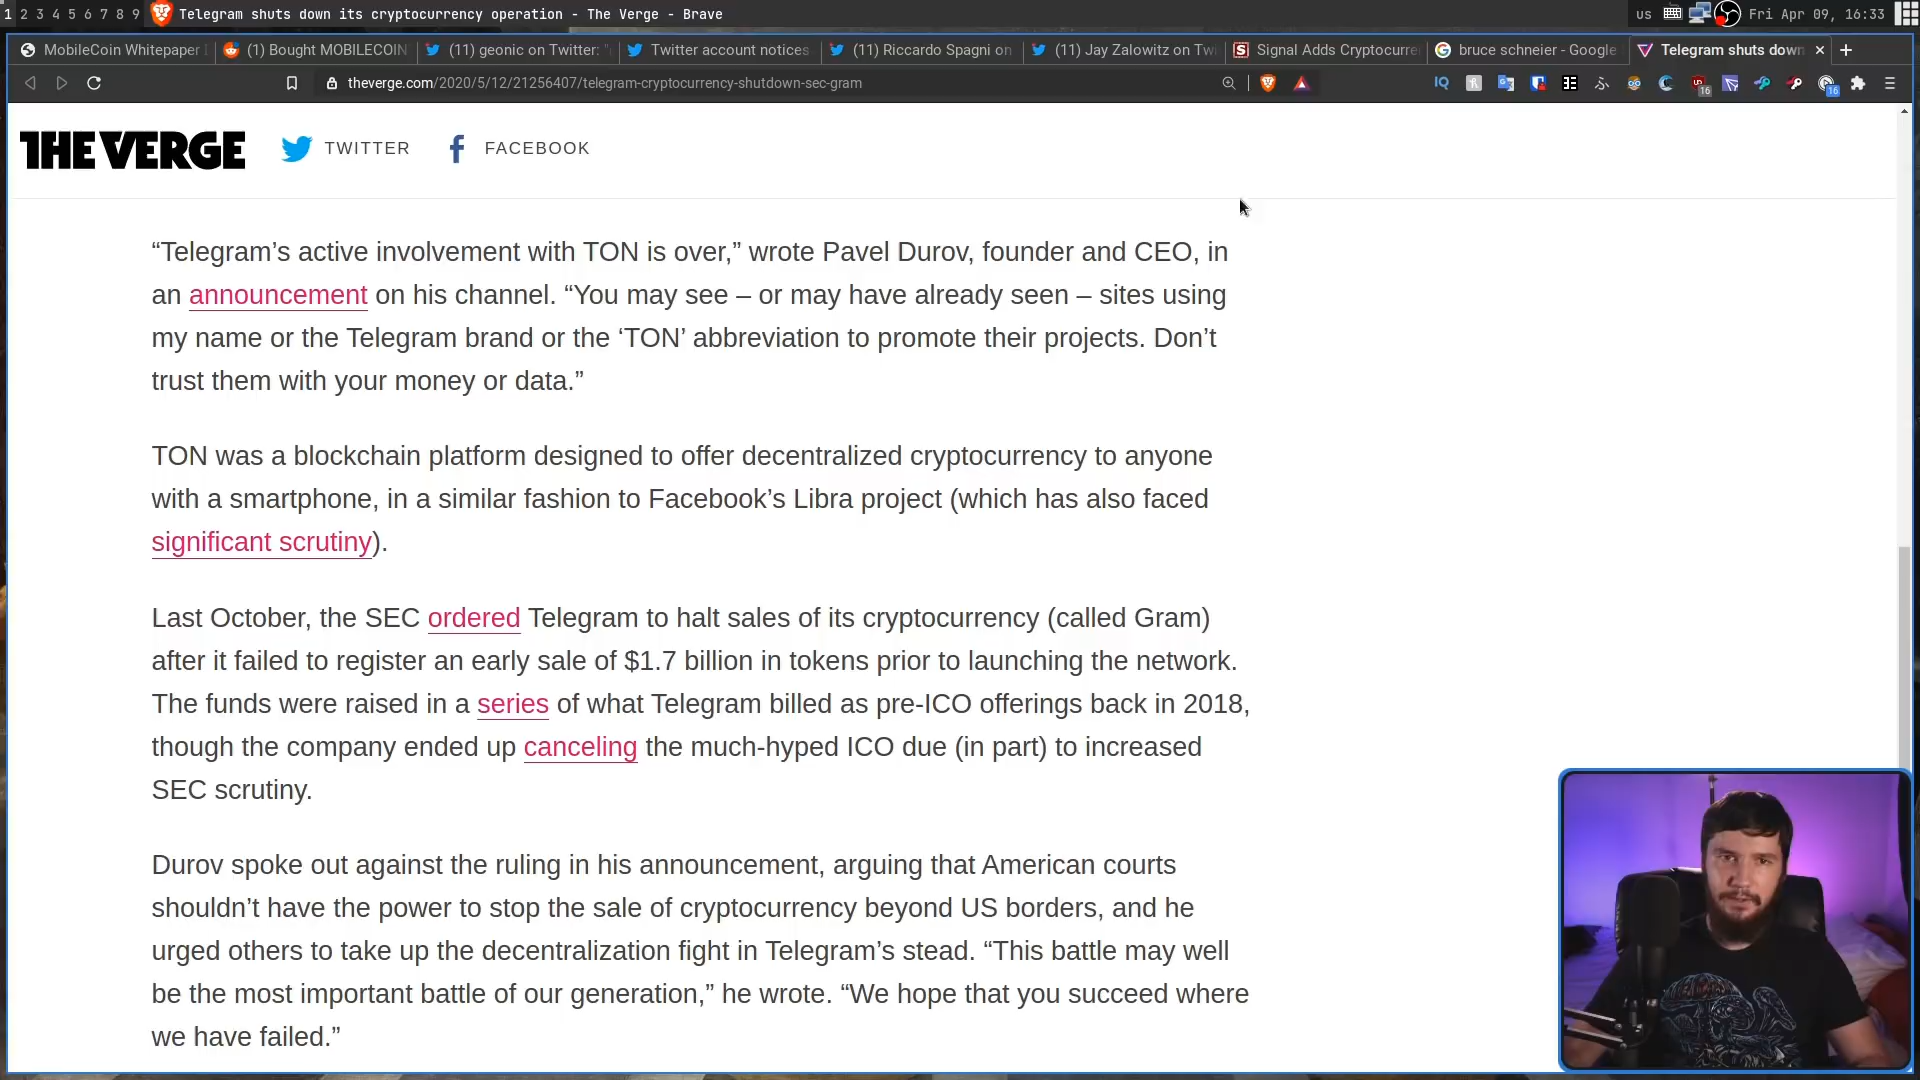 1 2 3 4 5 6 7 8 9 Telegram shuts down its cryptocurrency operation - The Verge - Brave us Fri Apr 09, 16:33
MobileCoin Whitepaper (1) Bought MOBILECOIN (11) geonic on Twitter: " Twitter account notices (11) Riccardo Spagni on (11) Jay Zalowitz on Twi Signal Adds Cryptocurre bruce schneier - Google Telegram shuts down
theverge.com/2020/5/12/21256407/telegram-cryptocurrency-shutdown-sec-gram IQ 16 16
THE VERGE TWITTER FACEBOOK
“Telegram’s active involvement with TON is over,” wrote Pavel Durov, founder and CEO, in
an announcement on his channel. “You may see – or may have already seen – sites using
my name or the Telegram brand or the ‘TON’ abbreviation to promote their projects. Don’t
trust them with your money or data.”
TON was a blockchain platform designed to offer decentralized cryptocurrency to anyone
with a smartphone, in a similar fashion to Facebook’s Libra project (which has also faced
significant scrutiny).
Last October, the SEC ordered Telegram to halt sales of its cryptocurrency (called Gram)
after it failed to register an early sale of $1.7 billion in tokens prior to launching the network.
The funds were raised in a series of what Telegram billed as pre-ICO offerings back in 2018,
though the company ended up canceling the much-hyped ICO due (in part) to increased
SEC scrutiny.
Durov spoke out against the ruling in his announcement, arguing that American courts
shouldn’t have the power to stop the sale of cryptocurrency beyond US borders, and he
urged others to take up the decentralization fight in Telegram’s stead. “This battle may well
be the most important battle of our generation,” he wrote. “We hope that you succeed where
we have failed.”